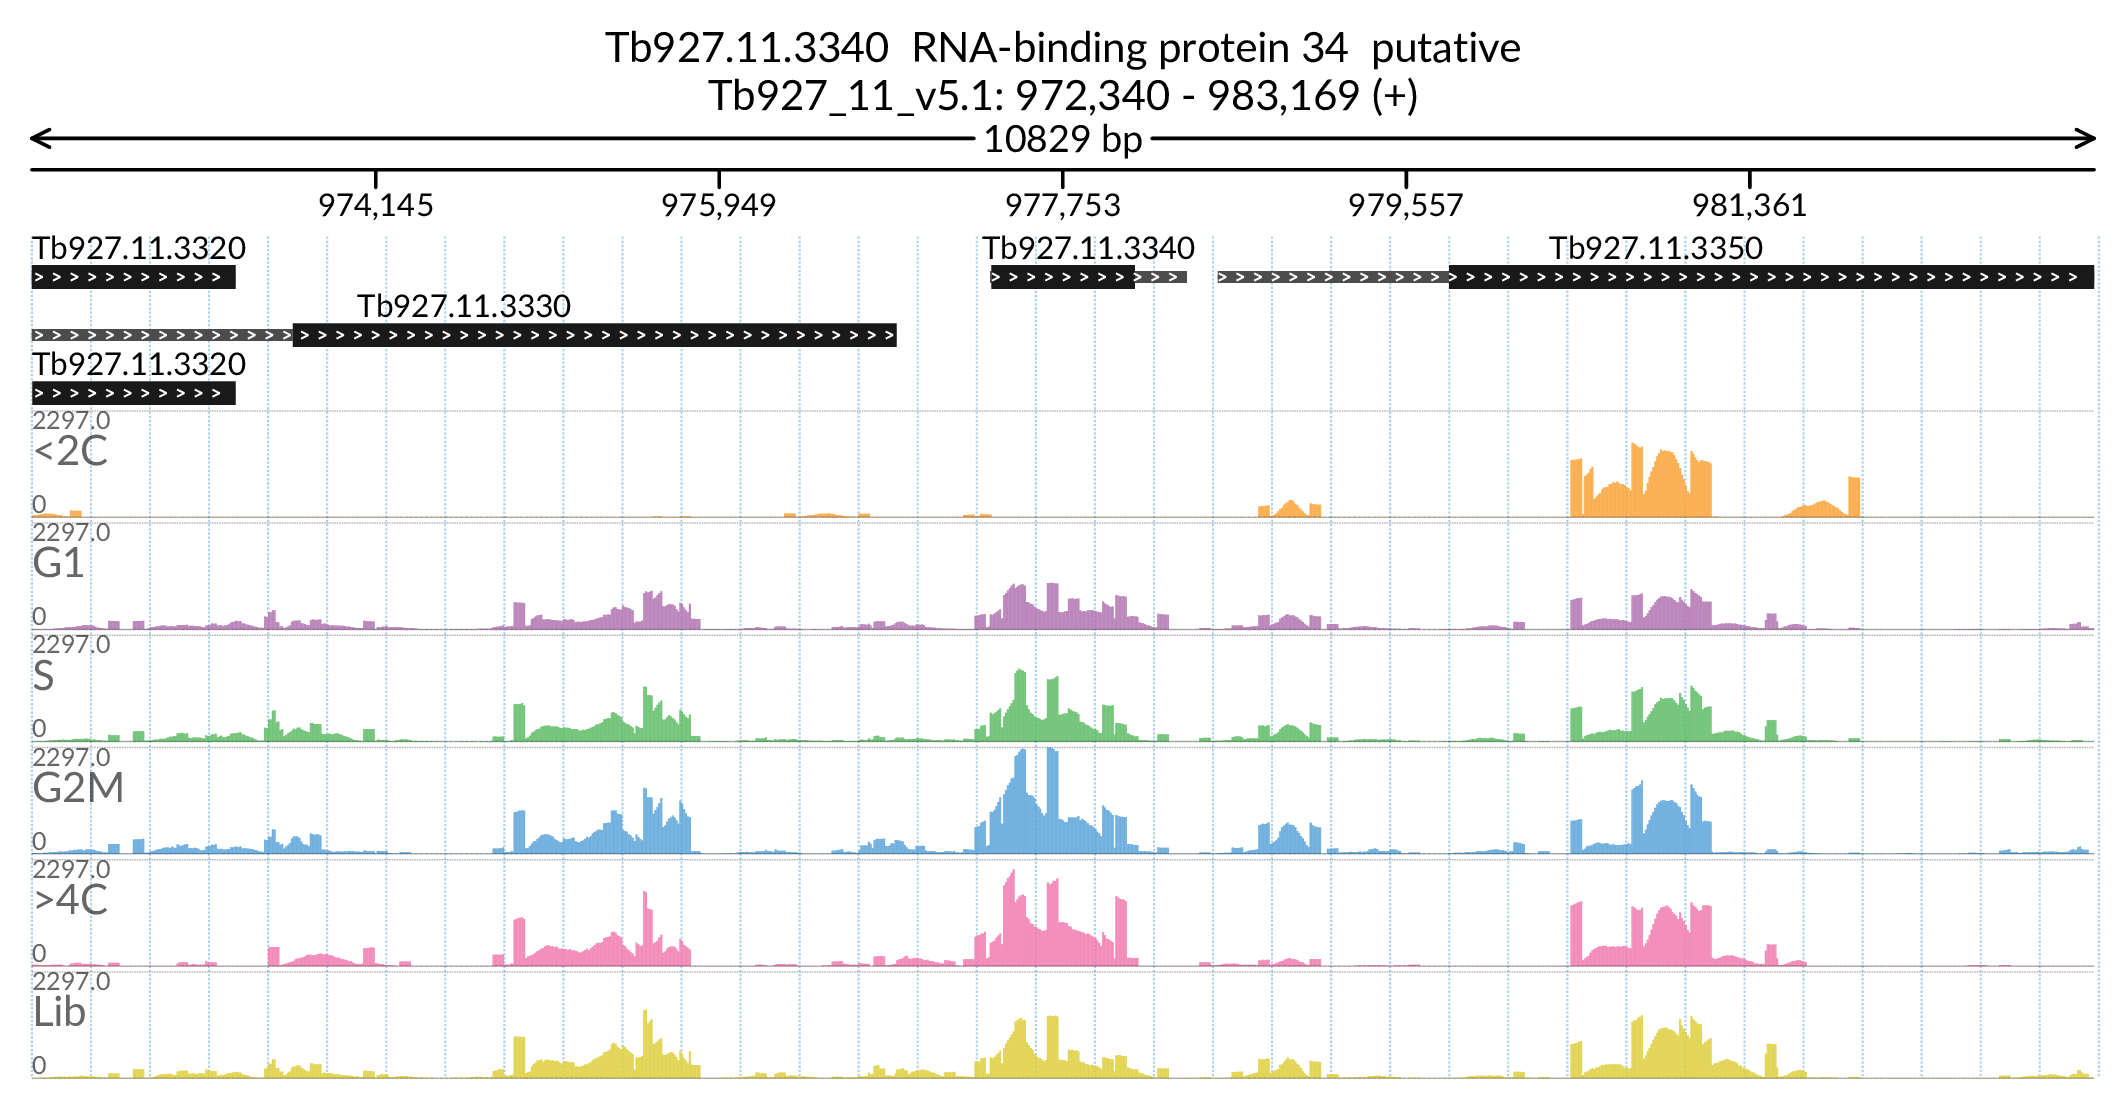 Tb927.11.3340  RNA-binding protein 34  putative
Tb927_11_v5.1: 972,340 - 983,169 (+)
10829 bp
974,145 975,949 977,753 979,557 981,361
Tb927.11.3320 Tb927.11.3340 Tb927.11.3350
Tb927.11.3330
Tb927.11.3320
2297.0
<2C
0
2297.0
G1
0
2297.0
S
0
2297.0
G2M
0
2297.0
>4C
0
2297.0
Lib
0